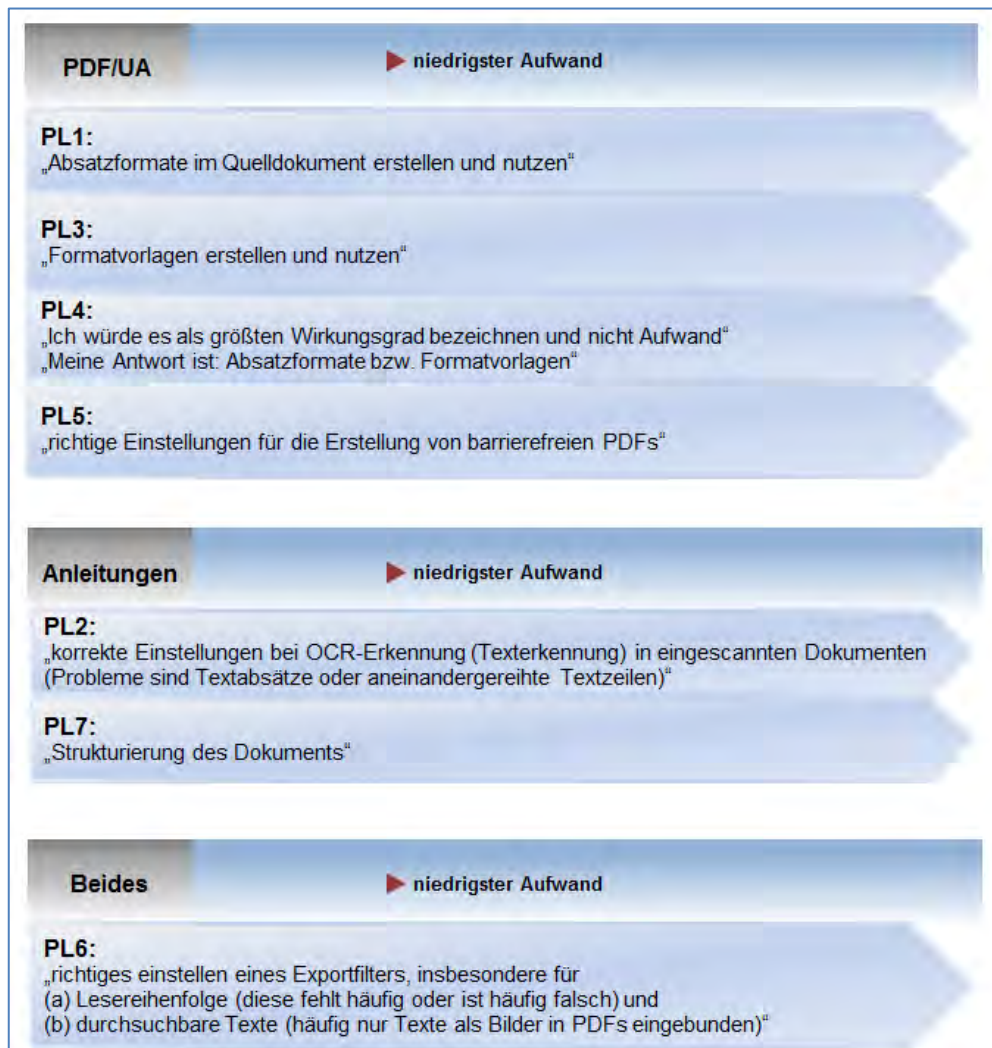 PDF/UA
niedrigster Aufwand
PL1:
„Absatzformate im Quelldokument erstellen und nutzen“
PL3:
„Formatvorlagen erstellen und nutzen“
PL4:
„Ich würde es als größten Wirkungsgrad bezeichnen und nicht Aufwand“
„Meine Antwort ist: Absatzformate bzw. Formatvorlagen“
PL5:
„richtige Einstellungen für die Erstellung von barrierefreien PDFs“
Anleitungen
niedrigster Aufwand
PL2:
„korrekte Einstellungen bei OCR-Erkennung (Texterkennung) in eingescannten Dokumenten
(Probleme sind Textabsätze oder aneinandergereihte Textzeilen)“
PL7:
„Strukturierung des Dokuments“
Beides
niedrigster Aufwand
PL6:
„richtiges einstellen eines Exportfilters, insbesondere für
(a) Lesereihenfolge (diese fehlt häufig oder ist häufig falsch) und
(b) durchsuchbare Texte (häufig nur Texte als Bilder in PDFs eingebunden)“